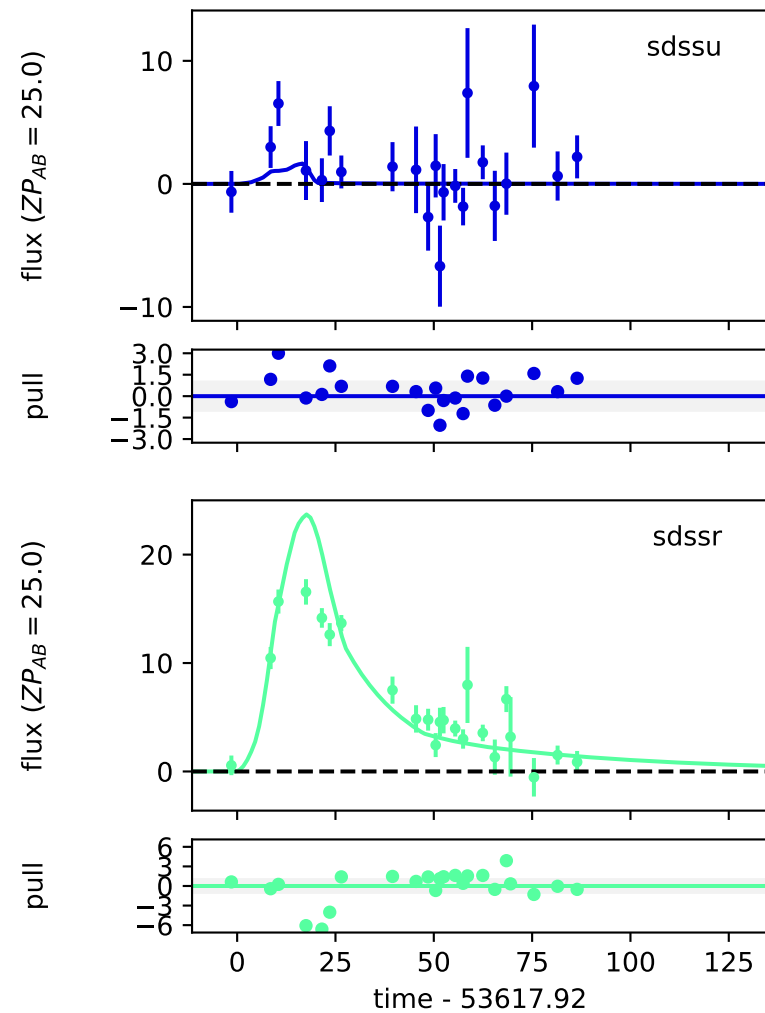 sdssu
flux (ZP_AB = 25.0)
10
0
−10
pull
3.0
1.5
0.0
−1.5
−3.0
sdssr
flux (ZP_AB = 25.0)
20
10
0
pull
6
3
0
−3
−6
0 25 50 75 100 125
time - 53617.92